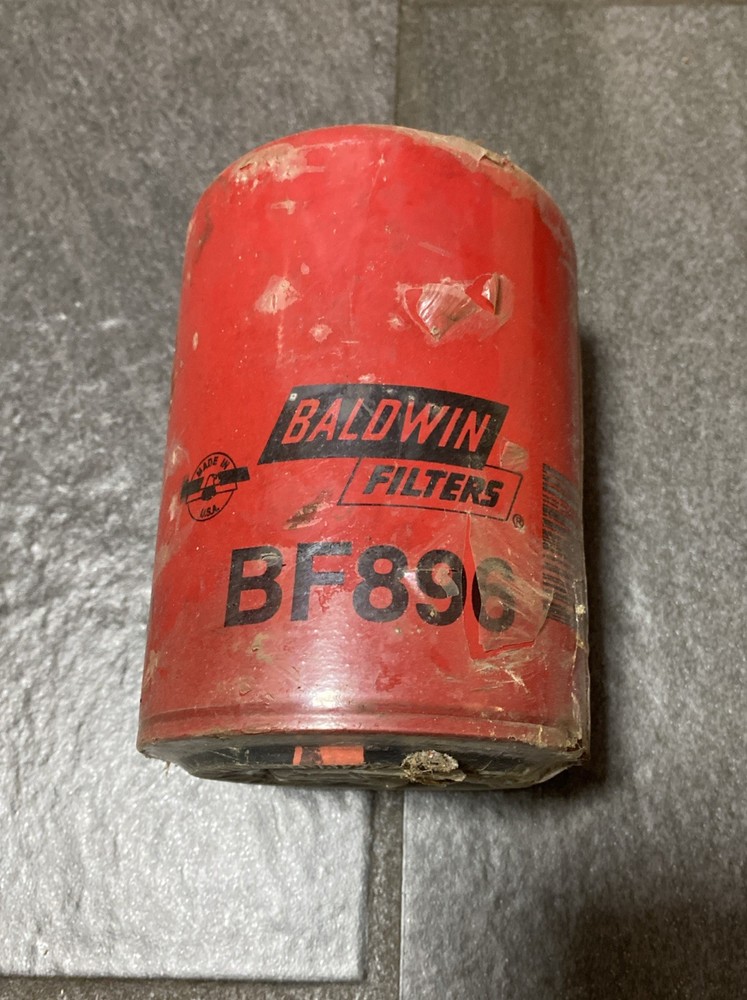 BALDWIN
FILTERS
®
MADE IN
U.S.A.
BF896